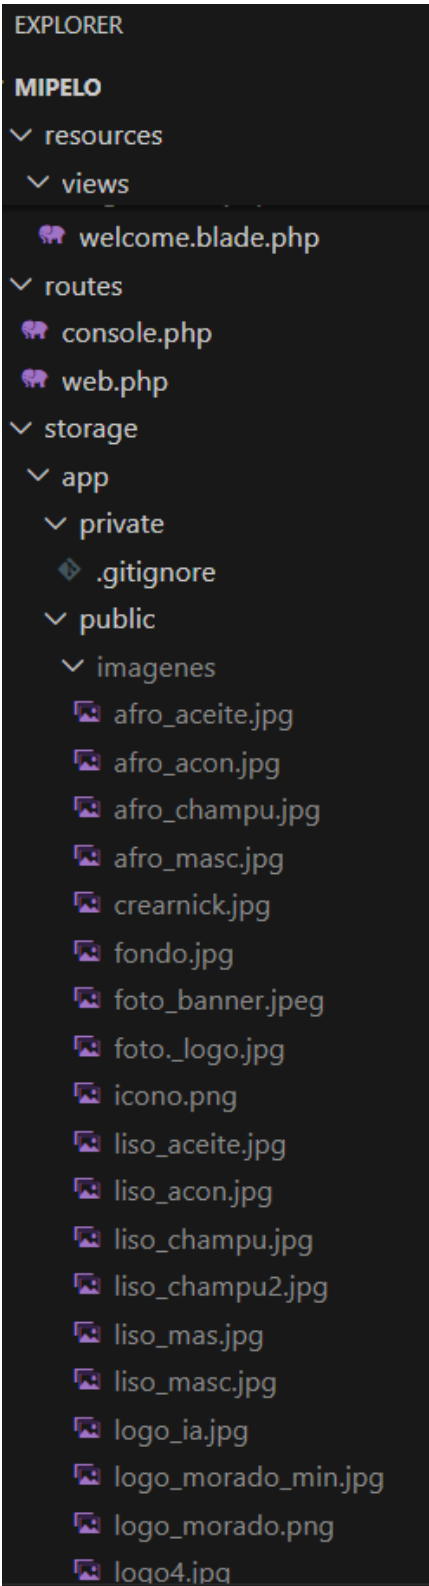 EXPLORER
MIPELO
resources
views
welcome.blade.php
routes
console.php
web.php
storage
app
private
.gitignore
public
imagenes
afro_aceite.jpg
afro_acon.jpg
afro_champu.jpg
afro_masc.jpg
crearnick.jpg
fondo.jpg
foto_banner.jpeg
foto._logo.jpg
icono.png
liso_aceite.jpg
liso_acon.jpg
liso_champu.jpg
liso_champu2.jpg
liso_mas.jpg
liso_masc.jpg
logo_ia.jpg
logo_morado_min.jpg
logo_morado.png
logo4.jpg